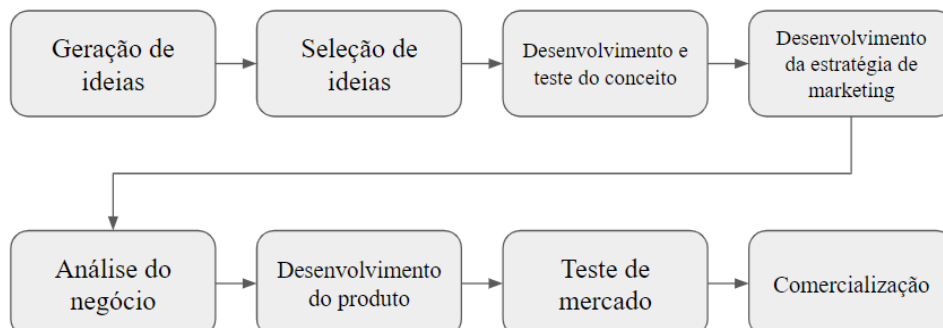 Geração de
ideias
Seleção de
ideias
Desenvolvimento e
teste do conceito
Desenvolvimento
da estratégia de
marketing
Análise do
negócio
Desenvolvimento
do produto
Teste de
mercado
Comercialização